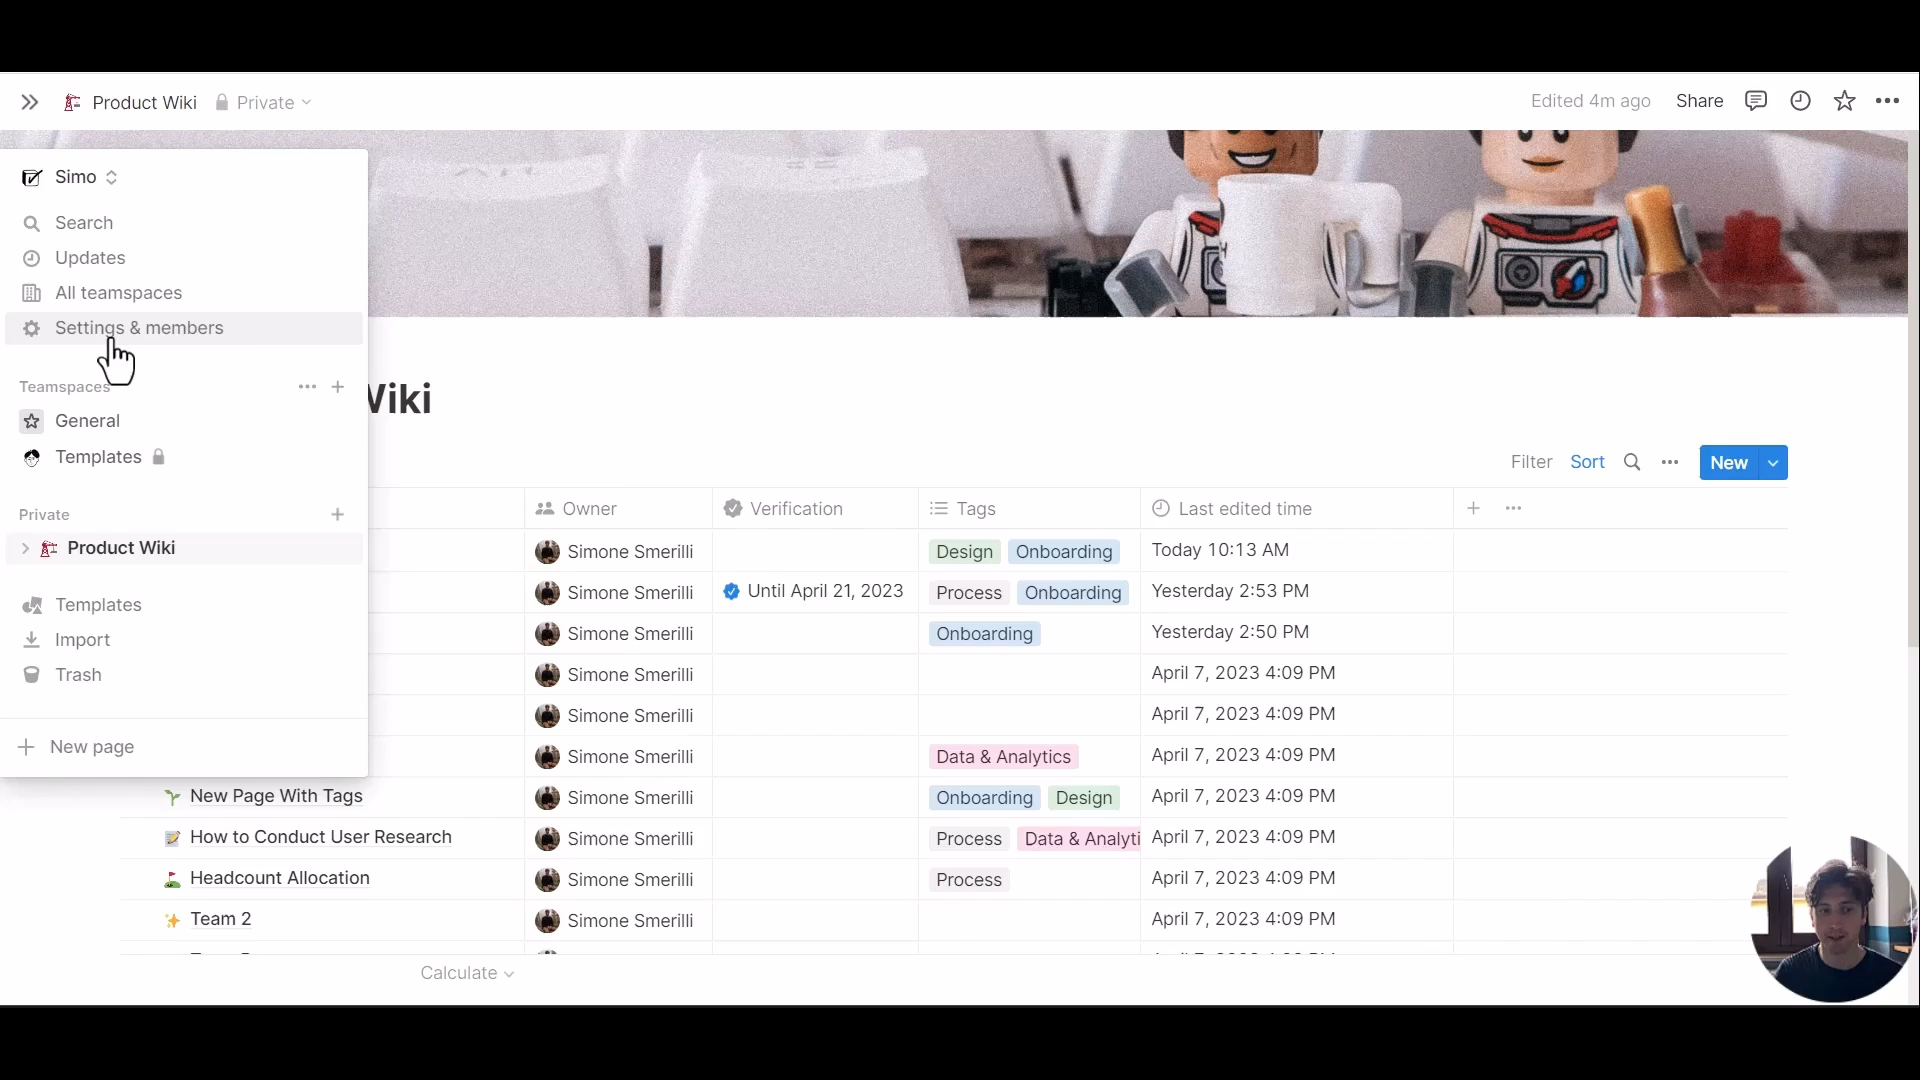 Product Wiki Private Edited 4m ago Share
Simo
Search
Updates
All teamspaces
Settings & members
Teamspaces
General
Templates
Private
Product Wiki
Templates
Import
Trash
New page
Wiki
Filter Sort New
Owner Verification Tags Last edited time
Simone Smerilli Design Onboarding Today 10:13 AM
Simone Smerilli Until April 21, 2023 Process Onboarding Yesterday 2:53 PM
Simone Smerilli Onboarding Yesterday 2:50 PM
Simone Smerilli April 7, 2023 4:09 PM
Simone Smerilli April 7, 2023 4:09 PM
Simone Smerilli Data & Analytics April 7, 2023 4:09 PM
New Page With Tags Simone Smerilli Onboarding Design April 7, 2023 4:09 PM
How to Conduct User Research Simone Smerilli Process Data & Analyti April 7, 2023 4:09 PM
Headcount Allocation Simone Smerilli Process April 7, 2023 4:09 PM
Team 2 Simone Smerilli April 7, 2023 4:09 PM
Calculate